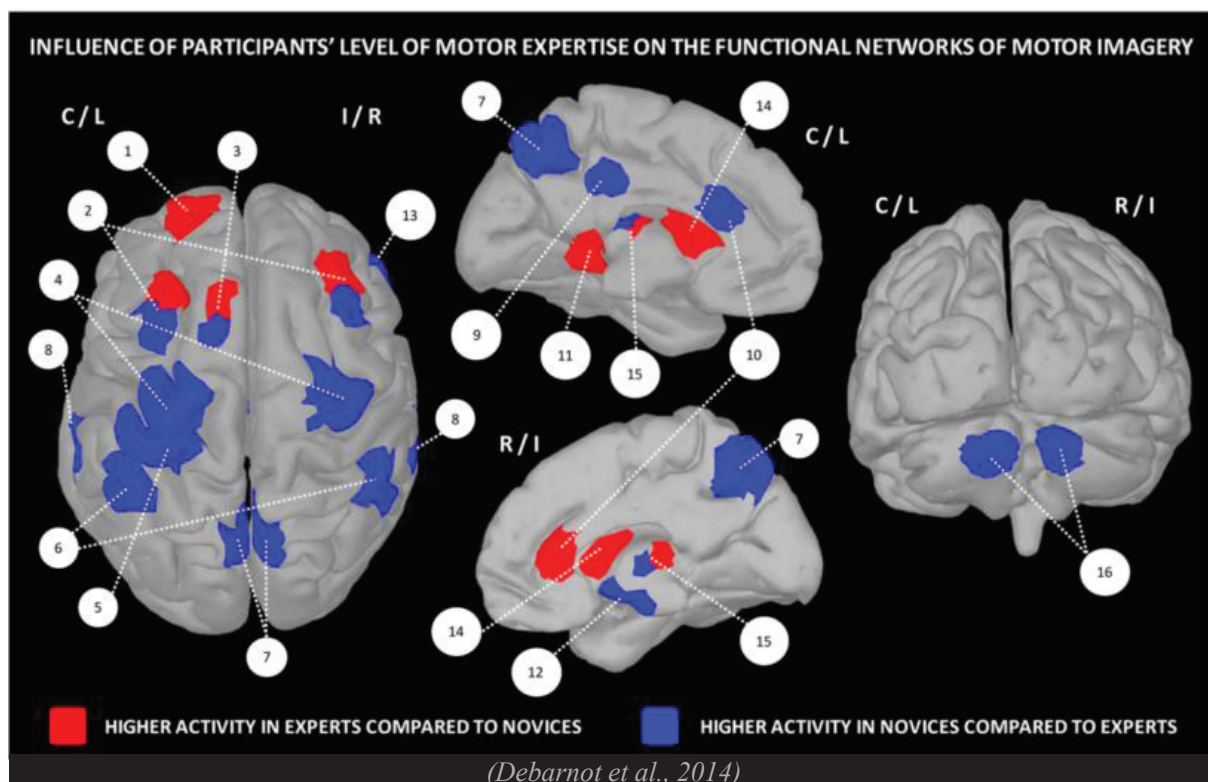 INFLUENCE OF PARTICIPANTS' LEVEL OF MOTOR EXPERTISE ON THE FUNCTIONAL NETWORKS OF MOTOR IMAGERY
C / L
I / R
1
3
2
13
4
8
8
6
5
7
7
14
C / L
9
11
15
10
R / I
7
14
12
15
C / L
R / I
16
HIGHER ACTIVITY IN EXPERTS COMPARED TO NOVICES
HIGHER ACTIVITY IN NOVICES COMPARED TO EXPERTS
(Debarnot et al., 2014)